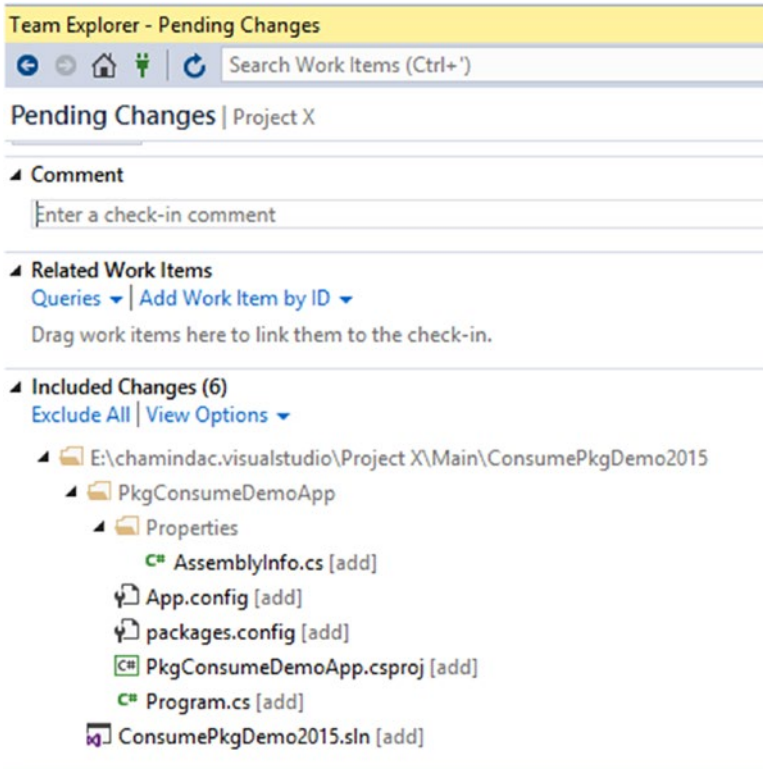 Team Explorer - Pending Changes
Search Work Items (Ctrl+')
Pending Changes | Project X
Comment
Enter a check-in comment
Related Work Items
Queries | Add Work Item by ID
Drag work items here to link them to the check-in.
Included Changes (6)
Exclude All | View Options
E:\chamindac.visualstudio\Project X\Main\ConsumePkgDemo2015
PkgConsumeDemoApp
Properties
C# AssemblyInfo.cs [add]
App.config [add]
packages.config [add]
C# PkgConsumeDemoApp.csproj [add]
C# Program.cs [add]
ConsumePkgDemo2015.sln [add]